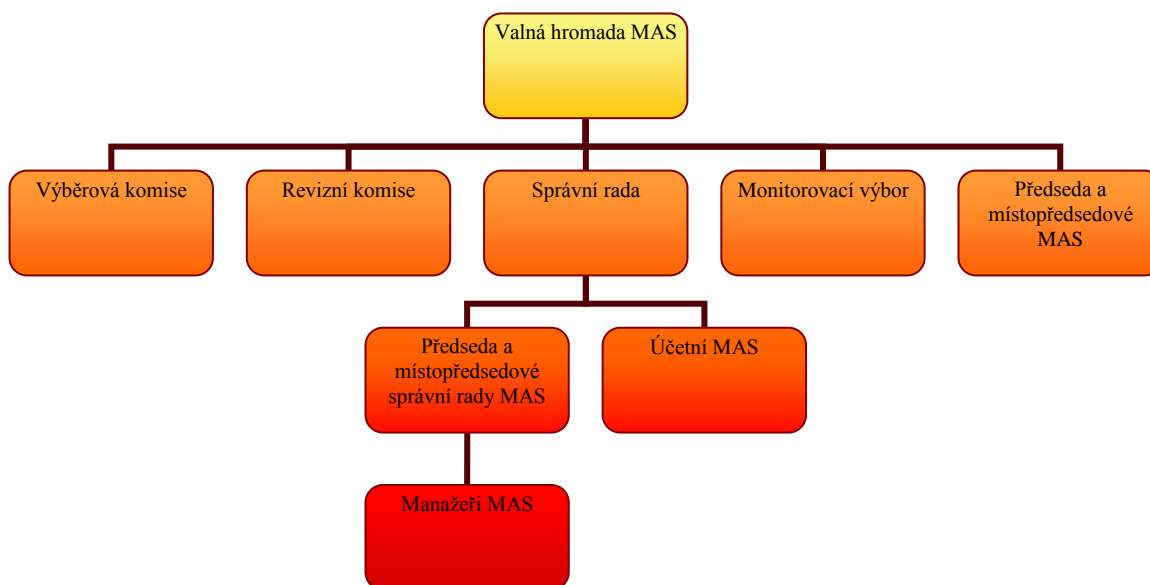 Valná hromada MAS
Výběrová komise
Revizní komise
Správní rada
Monitorovací výbor
Předseda a
místopředsedové
MAS
Předseda a
místopředsedové
správní rady MAS
Účetní MAS
Manažeři MAS